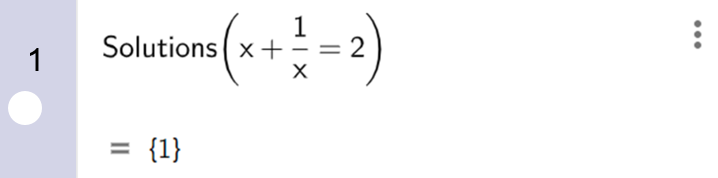 1
Solutions(x + 1/x = 2)
= {1}